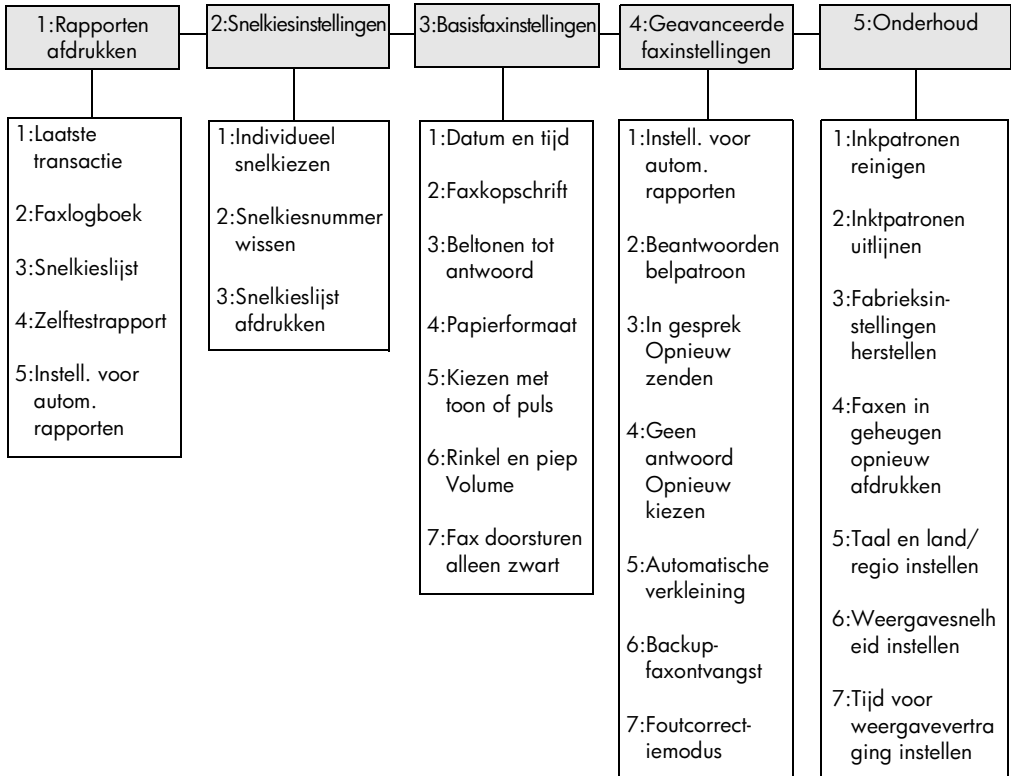 1:Rapporten
afdrukken
2:Snelkiesinstellingen
3:Basisfaxinstellingen
4:Geavanceerde
faxinstellingen
5:Onderhoud
1:Laatste
transactie
2:Faxlogboek
3:Snelkieslijst
4:Zelftestrapport
5:Instell. voor
autom.
rapporten
1:Individueel
snelkiezen
2:Snelkiesnummer
wissen
3:Snelkieslijst
afdrukken
1:Datum en tijd
2:Faxkopschrift
3:Beltonen tot
antwoord
4:Papierformaat
5:Kiezen met
toon of puls
6:Rinkel en piep
Volume
7:Fax doorsturen
alleen zwart
1:Instell. voor
autom.
rapporten
2:Beantwoorden
belpatroon
3:In gesprek
Opnieuw
zenden
4:Geen
antwoord
Opnieuw
kiezen
5:Automatische
verkleining
6:Backup-
faxontvangst
7:Foutcorrect-
iemodus
1:Inkpatronen
reinigen
2:Inktpatronen
uitlijnen
3:Fabrieksin-
stellingen
herstellen
4:Faxen in
geheugen
opnieuw
afdrukken
5:Taal en land/
regio instellen
6:Weergavesnelh
eid instellen
7:Tijd voor
weergavevertra
ging instellen